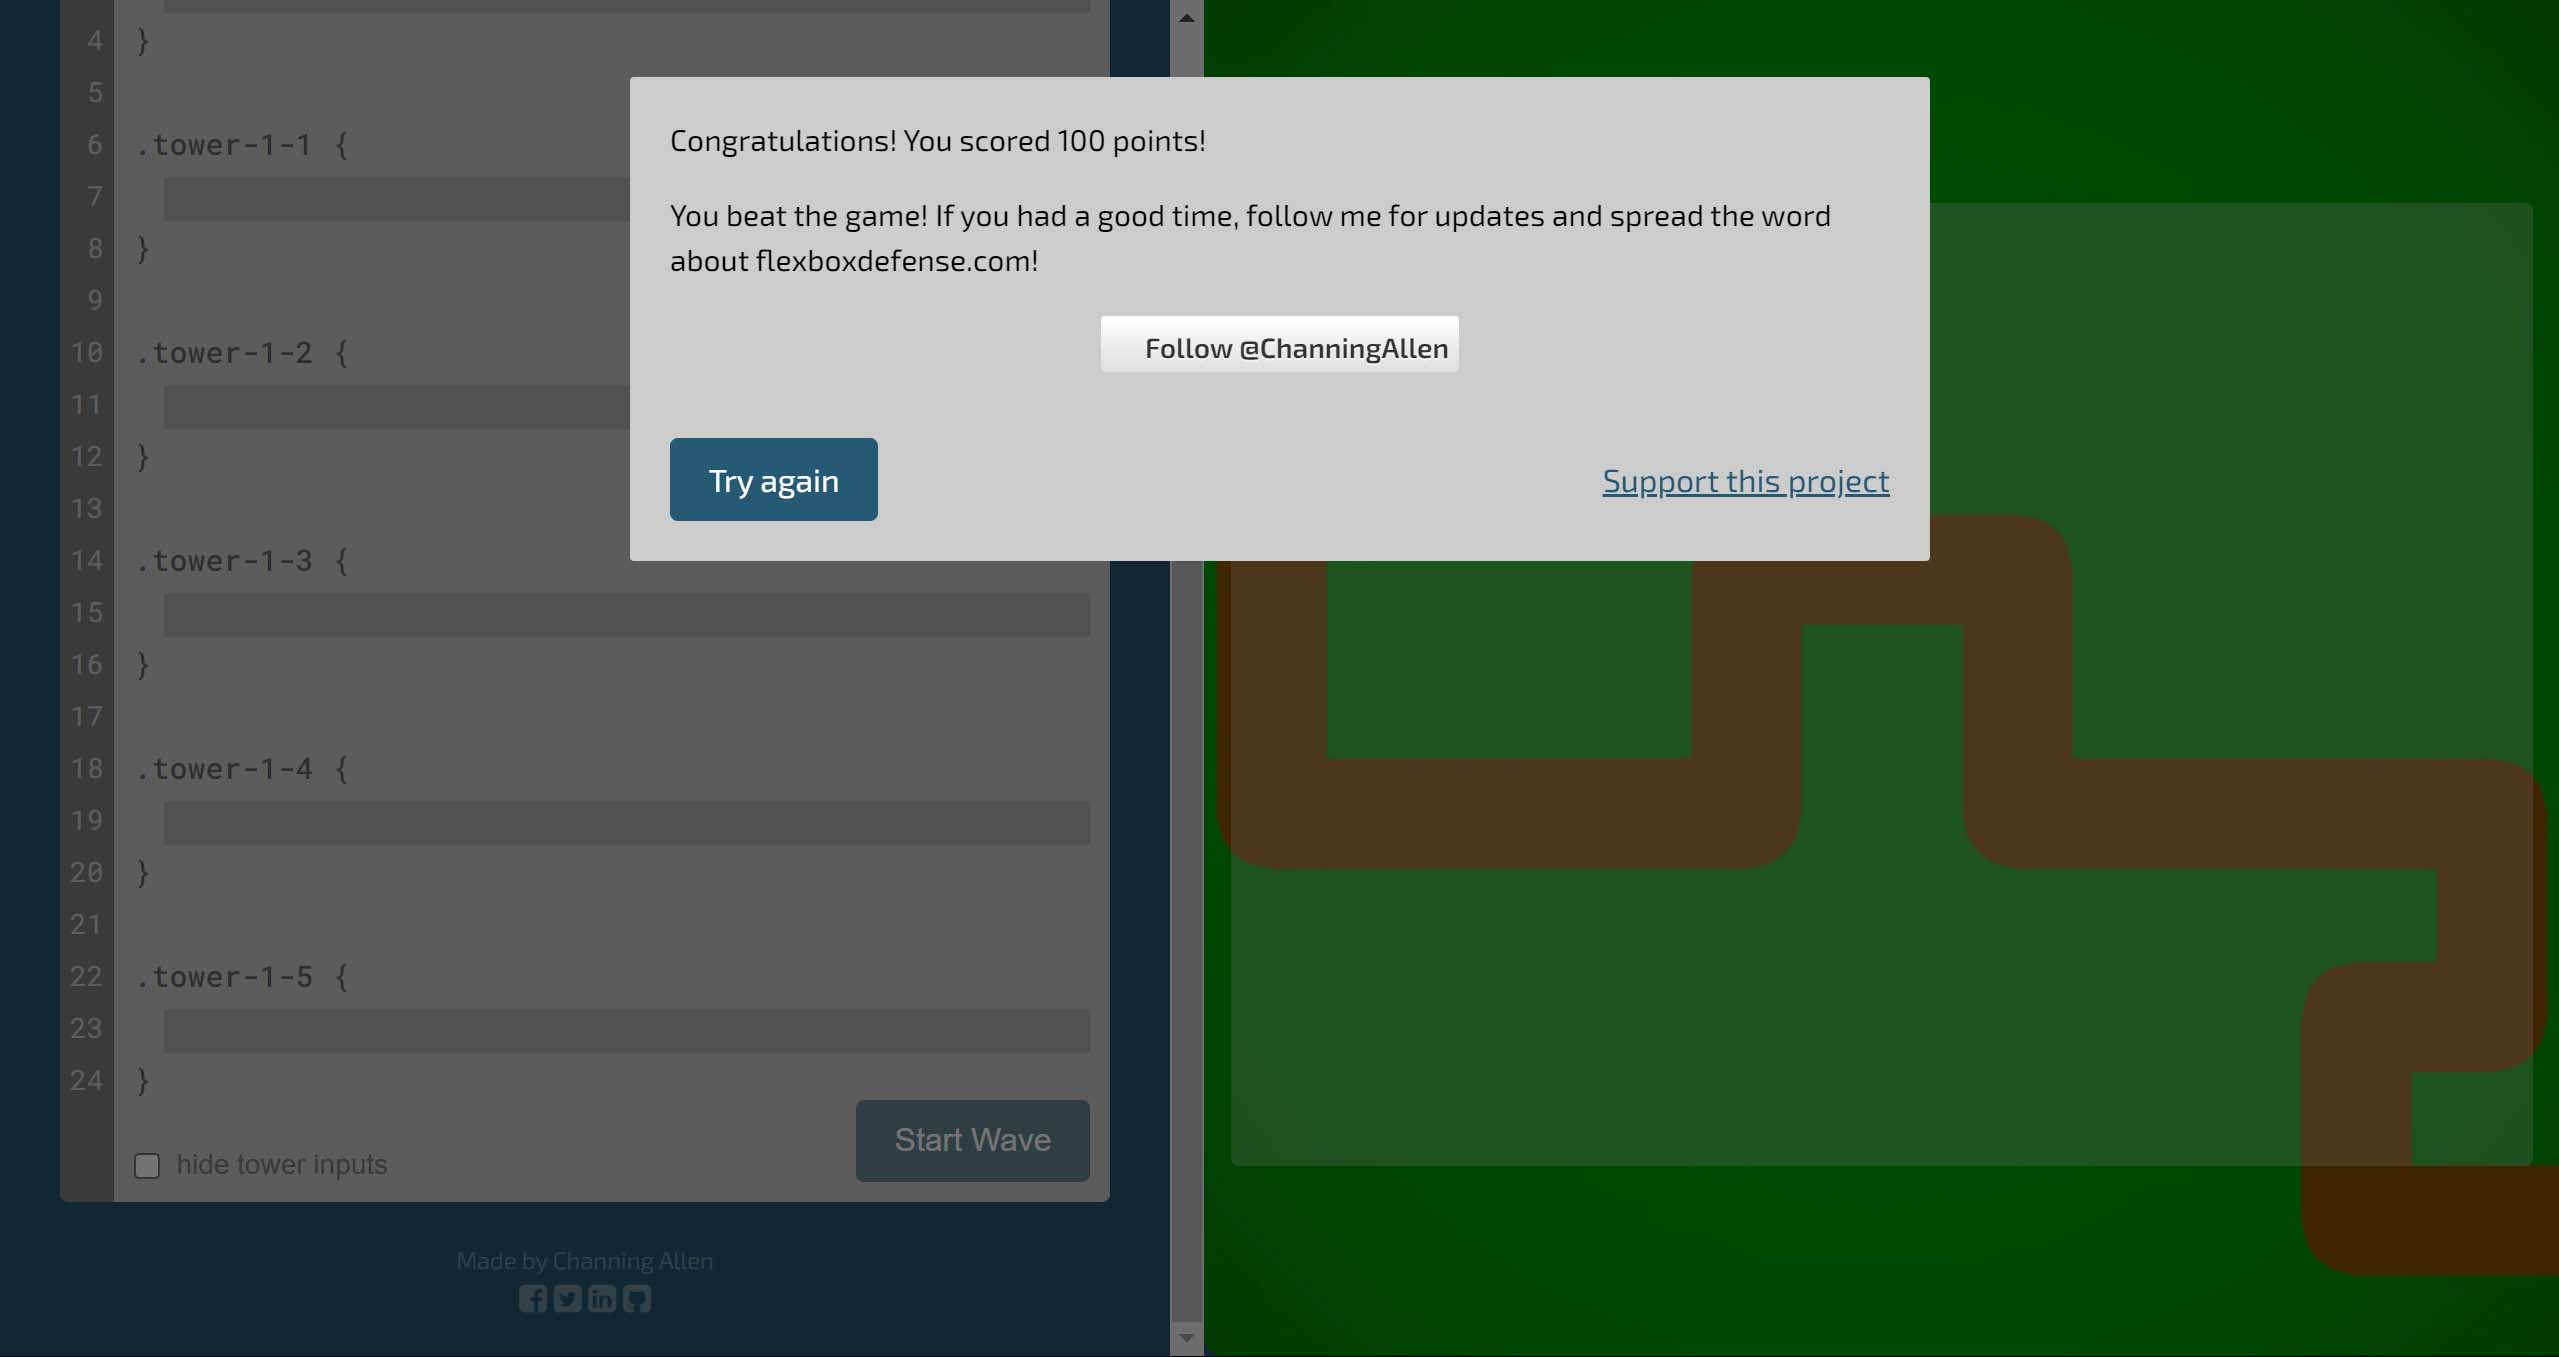 4 }
5
6 .tower-1-1 {
7
8 }
9
10 .tower-1-2 {
11
12 }
13
14 .tower-1-3 {
15
16 }
17
18 .tower-1-4 {
19
20 }
21
22 .tower-1-5 {
23
24 }
hide tower inputs
Start Wave
Made by Channing Allen
Congratulations! You scored 100 points!
You beat the game! If you had a good time, follow me for updates and spread the word
about flexboxdefense.com!
Follow @ChanningAllen
Try again
Support this project